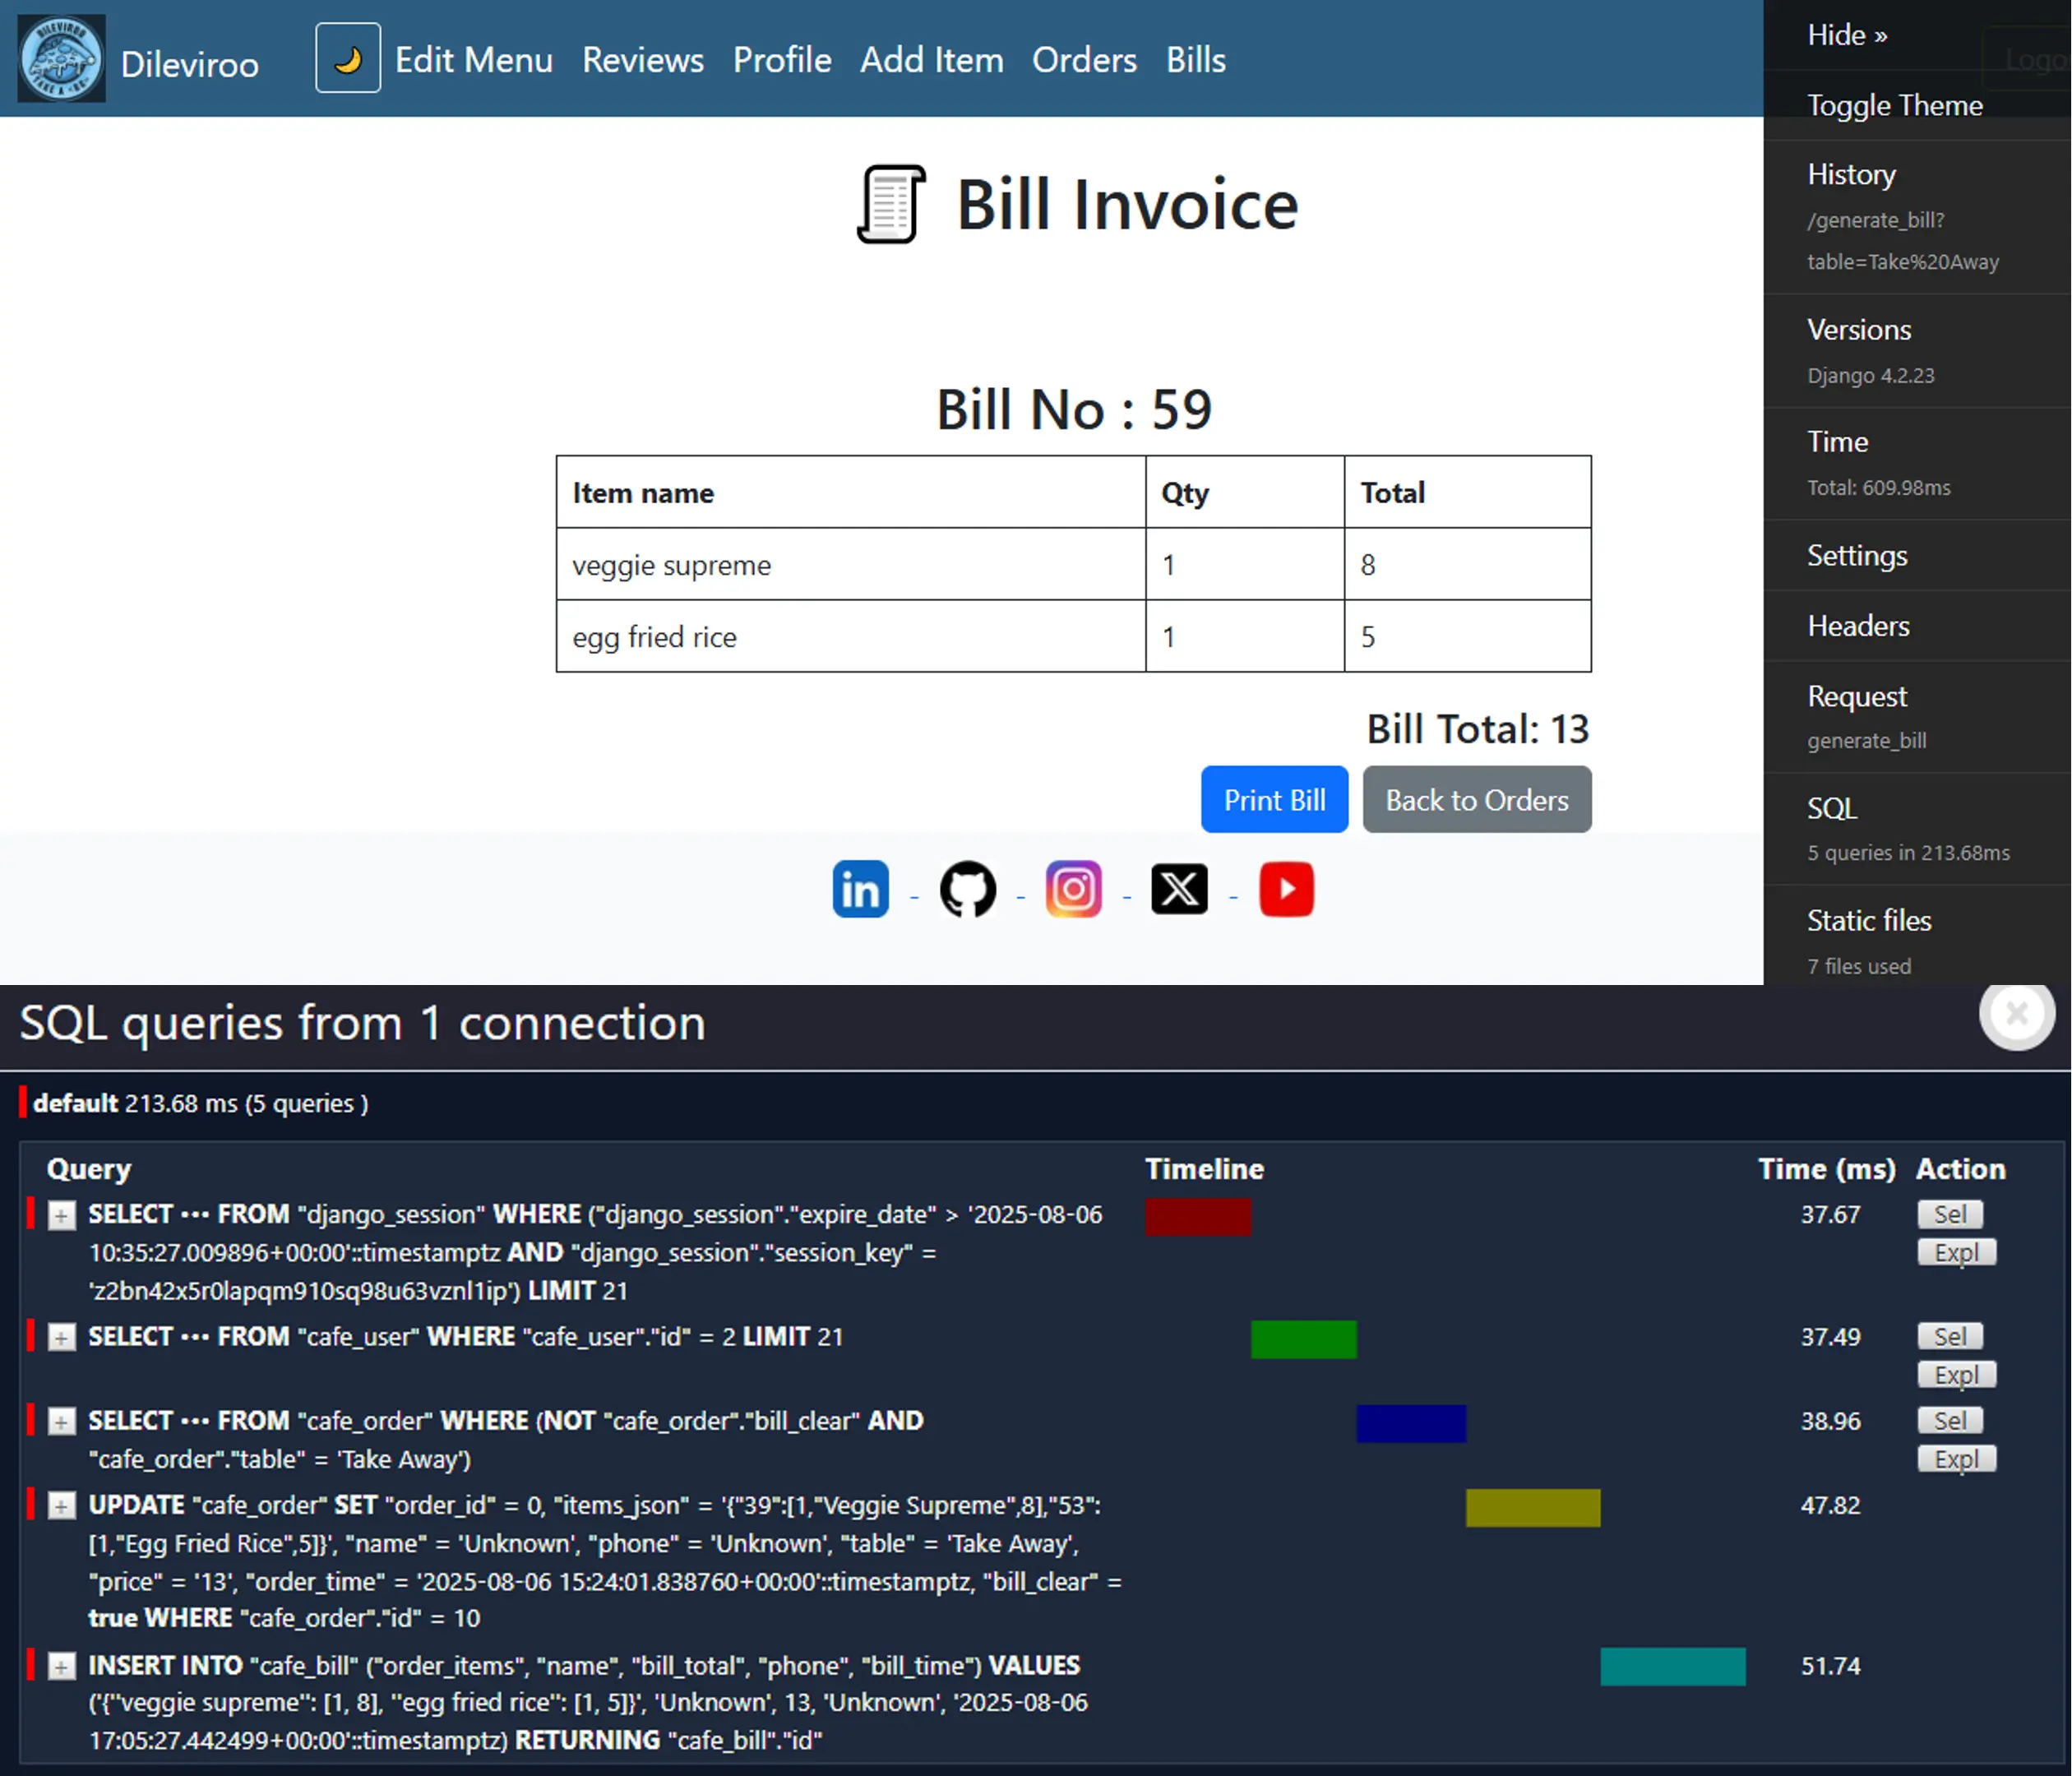 Dileviroo
Edit Menu
Reviews
Profile
Add Item
Orders
Bills
Hide »
Toggle Theme
History
/generate_bill?
table=Take%20Away
Versions
Django 4.2.23
Time
Total: 609.98ms
Settings
Headers
Request
generate_bill
SQL
5 queries in 213.68ms
Static files
7 files used
Bill Invoice
Bill No : 59
Item name Qty Total
veggie supreme 1 8
egg fried rice 1 5
Bill Total: 13
Print Bill
Back to Orders
SQL queries from 1 connection
default 213.68 ms (5 queries )
Query Timeline Time (ms) Action
SELECT ••• FROM "django_session" WHERE ("django_session"."expire_date" > '2025-08-06 37.67 Sel
10:35:27.009896+00:00'::timestamptz AND "django_session"."session_key" = Expl
'z2bn42x5r0lapqm910sq98u63vznl1ip') LIMIT 21
SELECT ••• FROM "cafe_user" WHERE "cafe_user"."id" = 2 LIMIT 21 37.49 Sel
Expl
SELECT ••• FROM "cafe_order" WHERE (NOT "cafe_order"."bill_clear" AND 38.96 Sel
"cafe_order"."table" = 'Take Away') Expl
UPDATE "cafe_order" SET "order_id" = 0, "items_json" = '{"39":[1,"Veggie Supreme",8],"53": 47.82
[1,"Egg Fried Rice",5]}', "name" = 'Unknown', "phone" = 'Unknown', "table" = 'Take Away',
"price" = '13', "order_time" = '2025-08-06 15:24:01.838760+00:00'::timestamptz, "bill_clear" =
true WHERE "cafe_order"."id" = 10
INSERT INTO "cafe_bill" ("order_items", "name", "bill_total", "phone", "bill_time") VALUES 51.74
('{''veggie supreme'': [1, 8], ''egg fried rice'': [1, 5]}', 'Unknown', 13, 'Unknown', '2025-08-06
17:05:27.442499+00:00'::timestamptz) RETURNING "cafe_bill"."id"